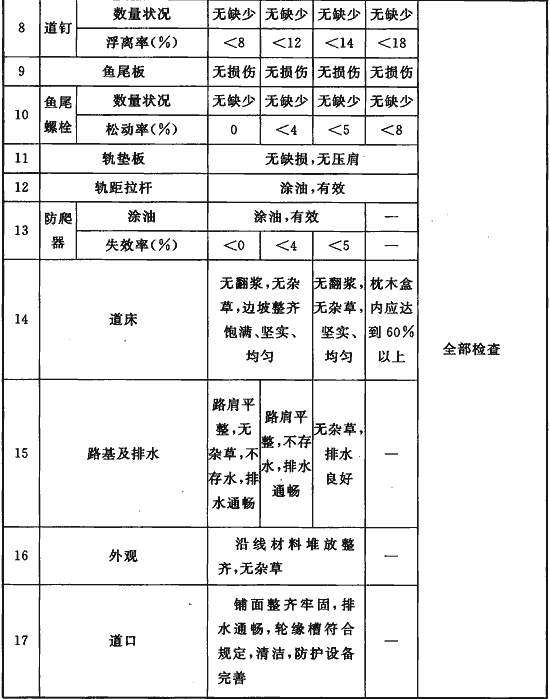 8 道钉 数量状况 无缺少 无缺少 无缺少 无缺少
浮离率(%) <8 <12 <14 <18
9 鱼尾板 无损伤 无损伤 无损伤 无损伤
10 鱼尾螺栓 数量状况 无缺少 无缺少 无缺少 无缺少
松动率(%) 0 <4 <5 <8
11 轨垫板 无缺损,无压肩
12 轨距拉杆 涂油,有效
13 防爬器 涂油 涂油,有效 —
失效率(%) <0 <4 <5 —
14 道床
无翻浆,无杂
草,边坡整齐
饱满、坚实、
均匀
无翻浆,
无杂草,
坚实、
均匀
枕木盒
内应达
到60%
以上
全部检查
15 路基及排水
路肩平
整,无
杂草,不
存水,排
水通畅
路肩平
整,不存
水,排水
通畅
无杂草,
排水
良好
—
16 外观
沿线材料堆放整
齐,无杂草
—
17 道口
铺面整齐牢固,排
水通畅,轮缘槽符合
规定,清洁,防护设备
完善
—